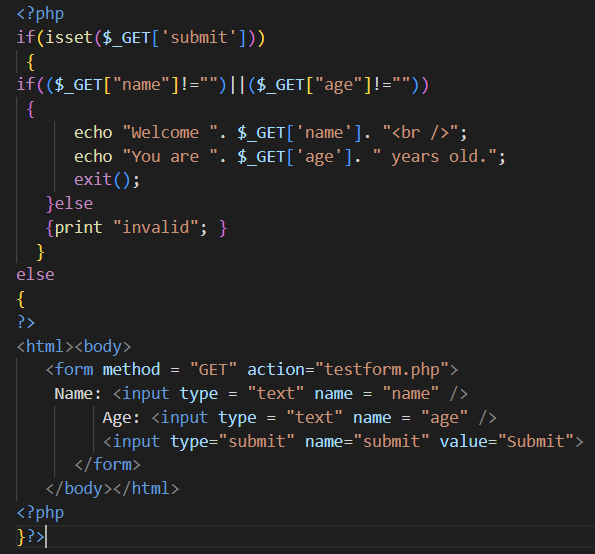 <?php
if(isset($_GET['submit']))
{
if(($_GET["name"]!="")||($_GET["age"]!=""))
{
echo "Welcome ". $_GET['name']. "<br />";
echo "You are ". $_GET['age']. " years old.";
exit();
}else
{print "invalid"; }
}
else
{
?>
<html><body>
<form method = "GET" action="testform.php">
Name: <input type = "text" name = "name" />
Age: <input type = "text" name = "age" />
<input type="submit" name="submit" value="Submit">
</form>
</body></html>
<?php
}?>